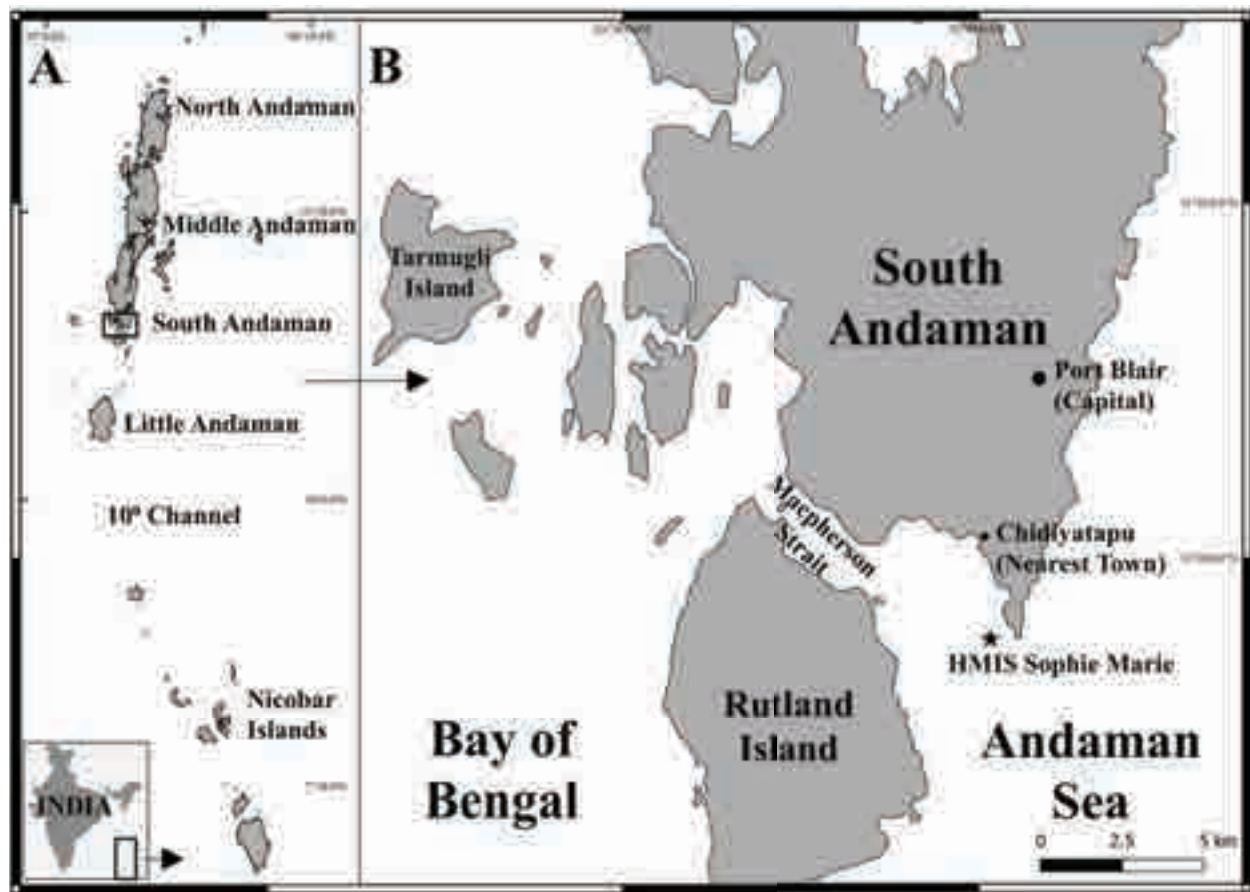 A
North Andaman
Middle Andaman
South Andaman
Little Andaman
10° Channel
Nicobar
Islands
INDIA
B
Tarmugli
Island
South
Andaman
Port Blair
(Capital)
Macpherson
Strait
Chidiyatapu
(Nearest Town)
HMIS Sophie Marie
Rutland
Island
Bay of
Bengal
Andaman
Sea
0 2.5 5 km